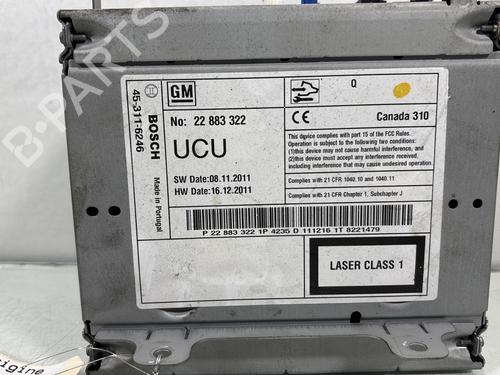 GM
Q
No: 22 883 322
Canada 310
UCU
This device complies with part 15 of the FCC Rules.
Operation is subject to the following two conditions:
(1)this device may not cause harmful interference, and
(2)this device must accept any interference received,
including interference that may cause undesired operation.
SW Date:08.11.2011
HW Date:16.12.2011
Complies with 21 CFR 1040.10 and 1040.11
Complies with 21 CFR Chapter 1, Subchapter J
P 22 883 322 1P 4235 D 111216 1T 8221479
LASER CLASS 1
BOSCH
Made in Portugal
45-311-8246
B-PARTS
CE